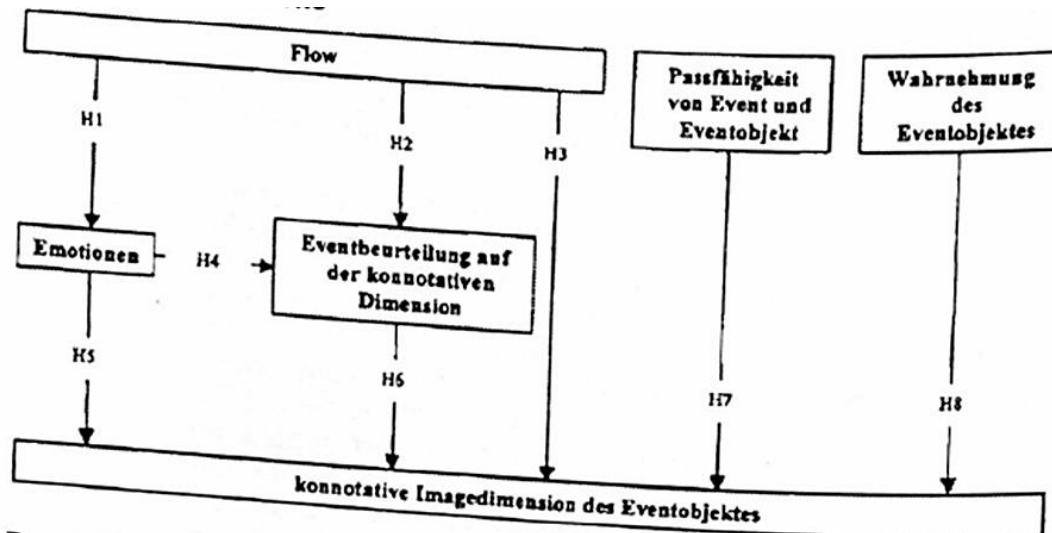 Flow
Passfähigkeit
von Event und
Eventobjekt
Wahrnehmung
des
Eventobjektes
H1
H2
H3
Emotionen
H4
Eventbeurteilung auf
der konnotativen
Dimension
H5
H6
H7
H8
konnotative Imagedimension des Eventobjektes